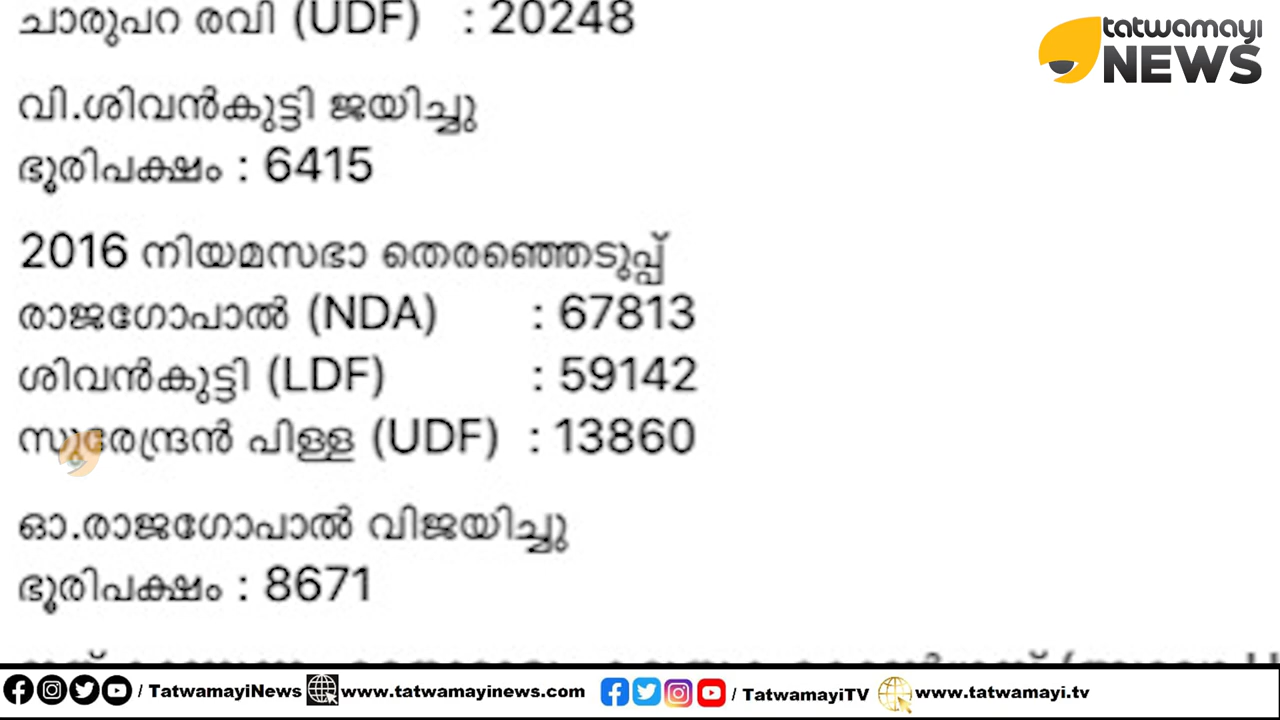 ചാരുപറ രവി (UDF) : 20248
tatwamayi
NEWS
വി.ശിവൻകുട്ടി ജയിച്ചു
ഭൂരിപക്ഷം : 6415
2016 നിയമസഭാ തെരഞ്ഞെടുപ്പ്
രാജഗോപാൽ (NDA) : 67813
ശിവൻകുട്ടി (LDF) : 59142
സുരേന്ദ്രൻ പിള്ള (UDF) : 13860
ഓ.രാജഗോപാൽ വിജയിച്ചു
ഭൂരിപക്ഷം : 8671
/ TatwamayiNews www.tatwamayinews.com / TatwamayiTV www.tatwamayi.tv